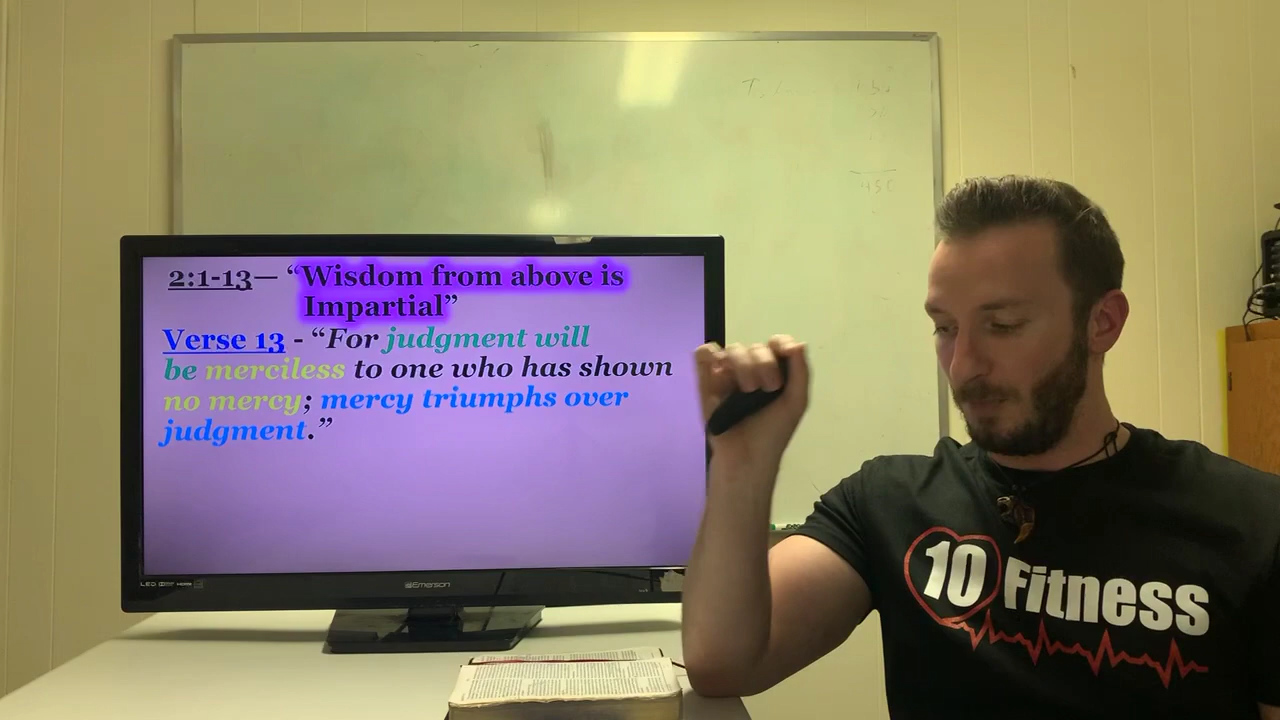 2:1-13— “Wisdom from above is
Impartial”
Verse 13 - “For judgment will
be merciless to one who has shown
no mercy; mercy triumphs over
judgment.”
Emerson
10 Fitness